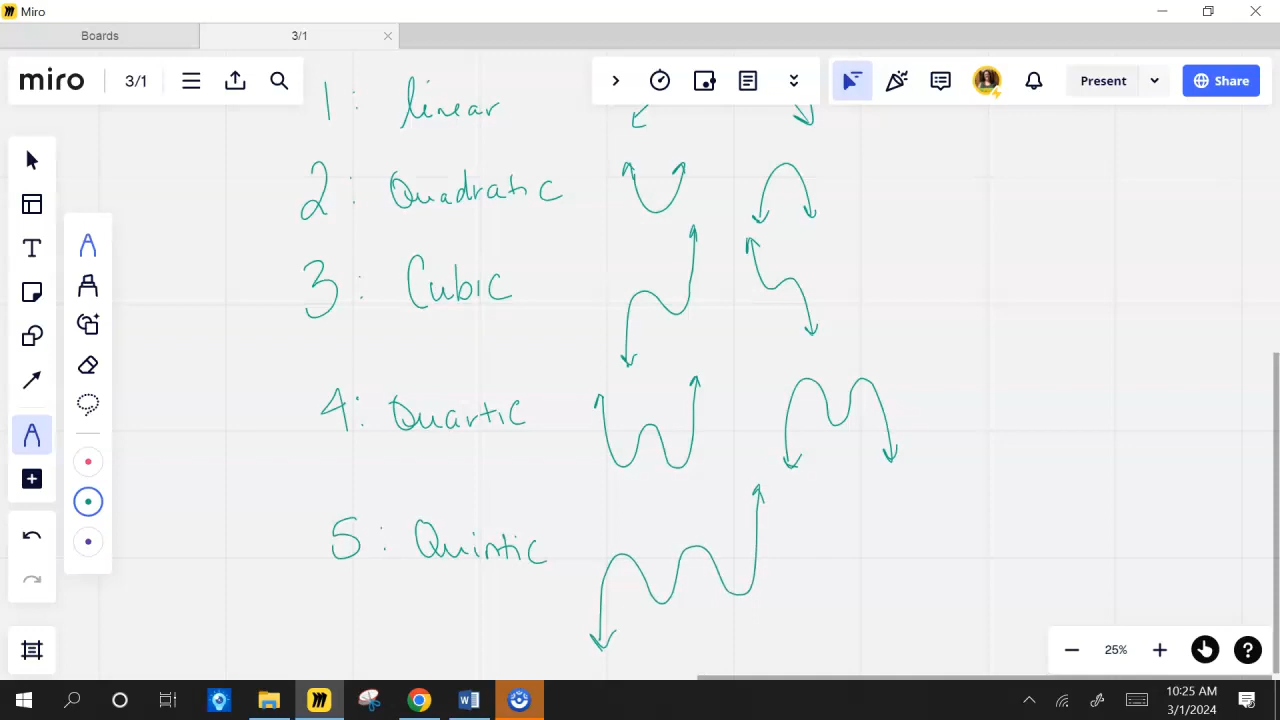 Miro
Boards
3/1
miro
3/1
Present
Share
1: linear
2: Quadratic
3: Cubic
4: Quartic
5: Quintic
25%
10:25 AM
3/1/2024